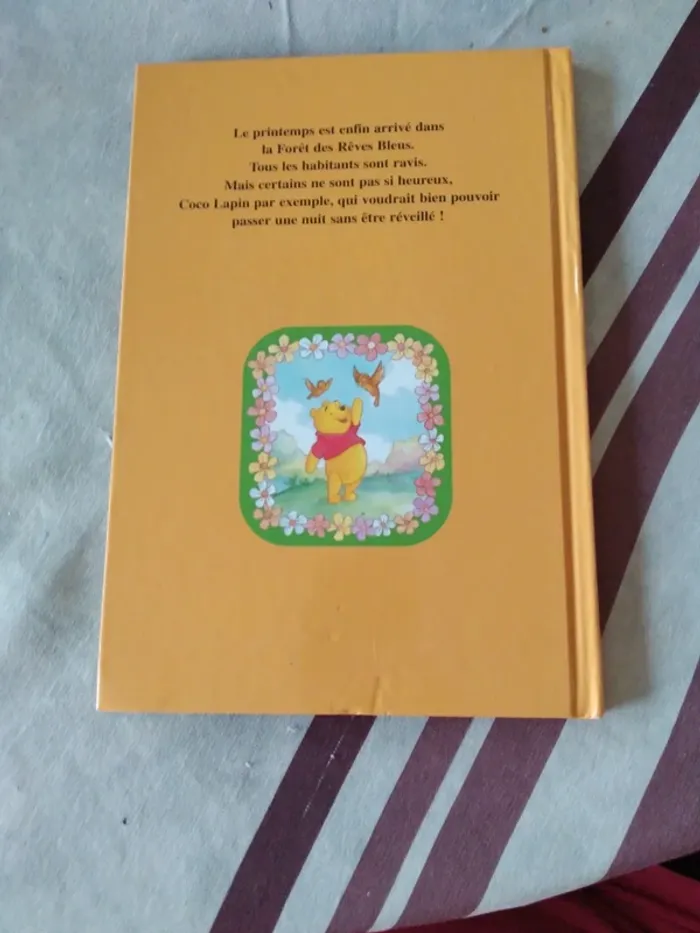 Le printemps est enfin arrivé dans
la Forêt des Rêves Bleus.
Tous les habitants sont ravis.
Mais certains ne sont pas si heureux,
Coco Lapin par exemple, qui voudrait bien pouvoir
passer une nuit sans être réveillé !